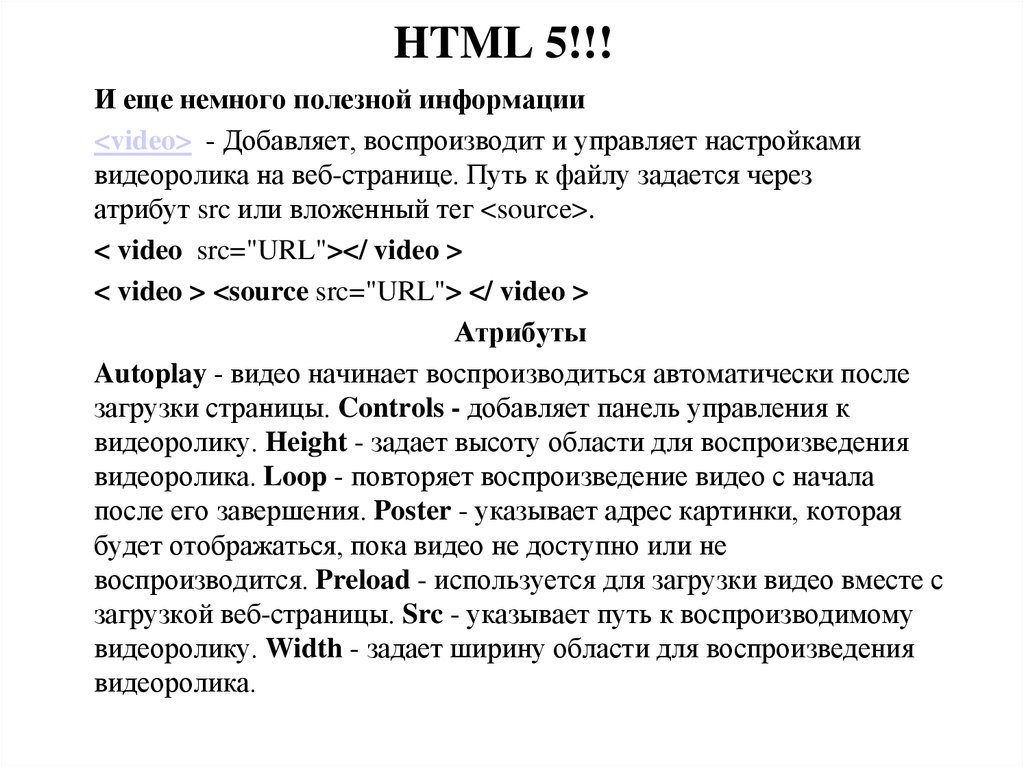 HTML 5!!!
И еще немного полезной информации
<video> - Добавляет, воспроизводит и управляет настройками
видеоролика на веб-странице. Путь к файлу задается через
атрибут src или вложенный тег <source>.
< video src="URL"></ video >
< video > <source src="URL"> </ video >
Атрибуты
Autoplay - видео начинает воспроизводиться автоматически после
загрузки страницы. Controls - добавляет панель управления к
видеоролику. Height - задает высоту области для воспроизведения
видеоролика. Loop - повторяет воспроизведение видео с начала
после его завершения. Poster - указывает адрес картинки, которая
будет отображаться, пока видео не доступно или не
воспроизводится. Preload - используется для загрузки видео вместе с
загрузкой веб-страницы. Src - указывает путь к воспроизводимому
видеоролику. Width - задает ширину области для воспроизведения
видеоролика.